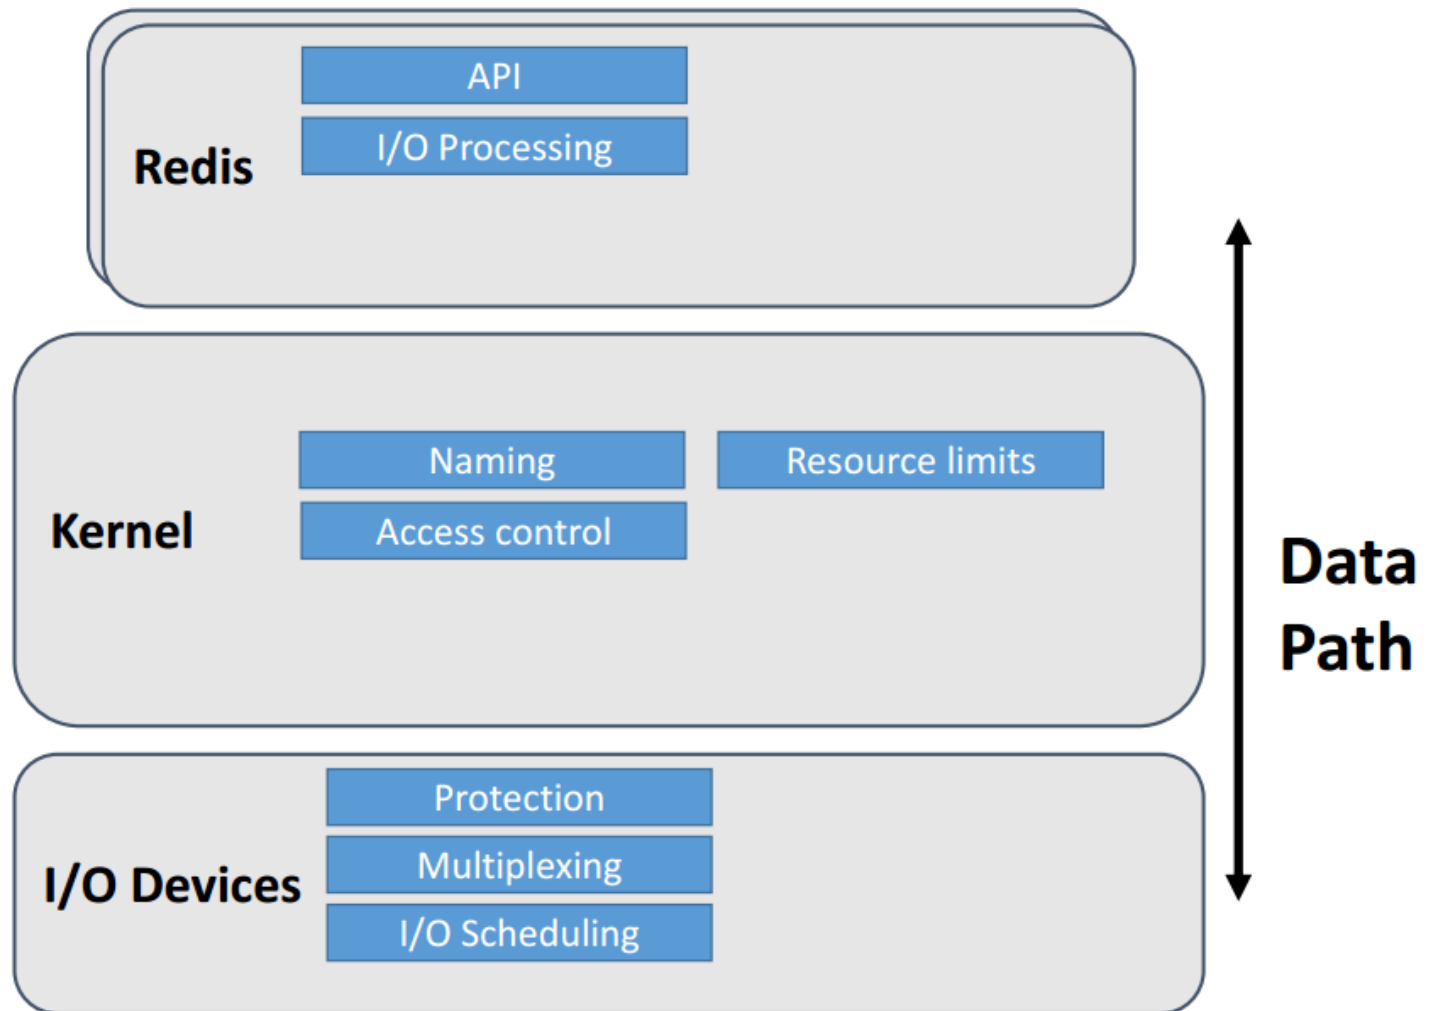 API
I/O Processing
Redis
Naming
Resource limits
Kernel
Access control
Data
Path
Protection
Multiplexing
I/O Devices
I/O Scheduling